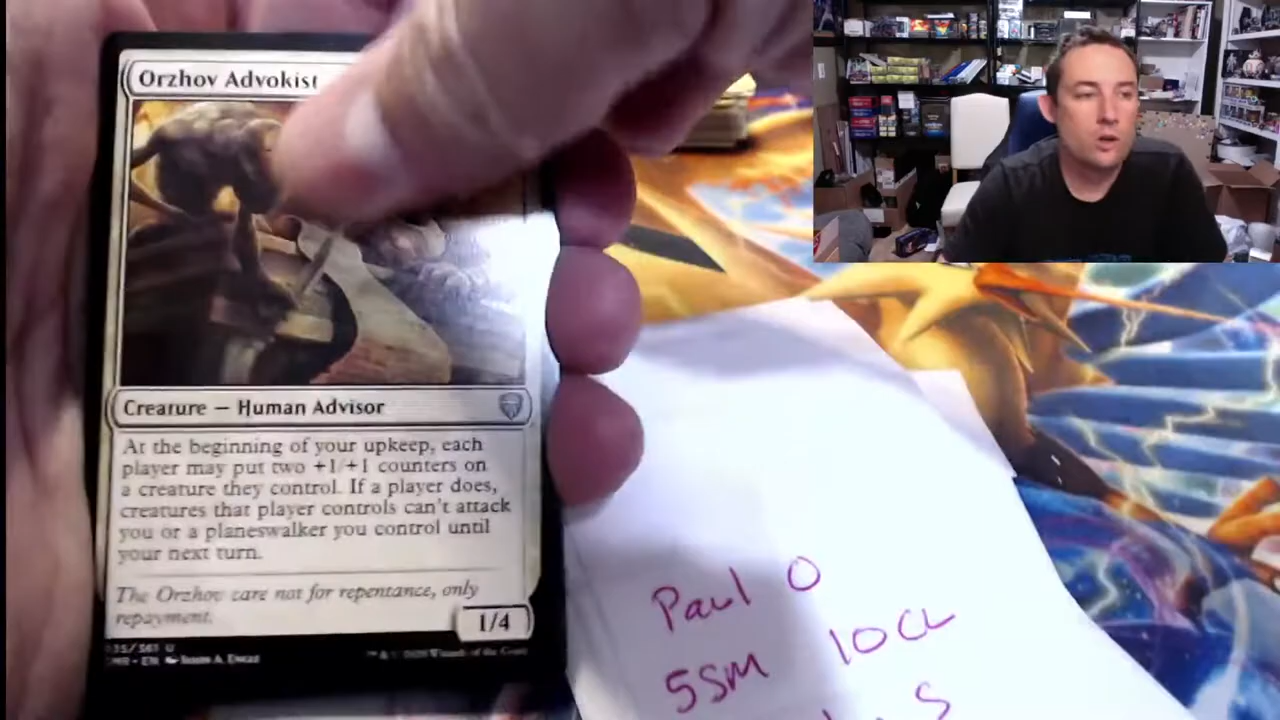 Orzhov Advokist
Creature — Human Advisor
At the beginning of your upkeep, each
player may put two +1/+1 counters on
a creature they control. If a player does,
creatures that player controls can't attack
you or a planeswalker you control until
your next turn.
The Orzhov care not for repentance, only
repayment.
1/4
Paul O
5SM 10CL